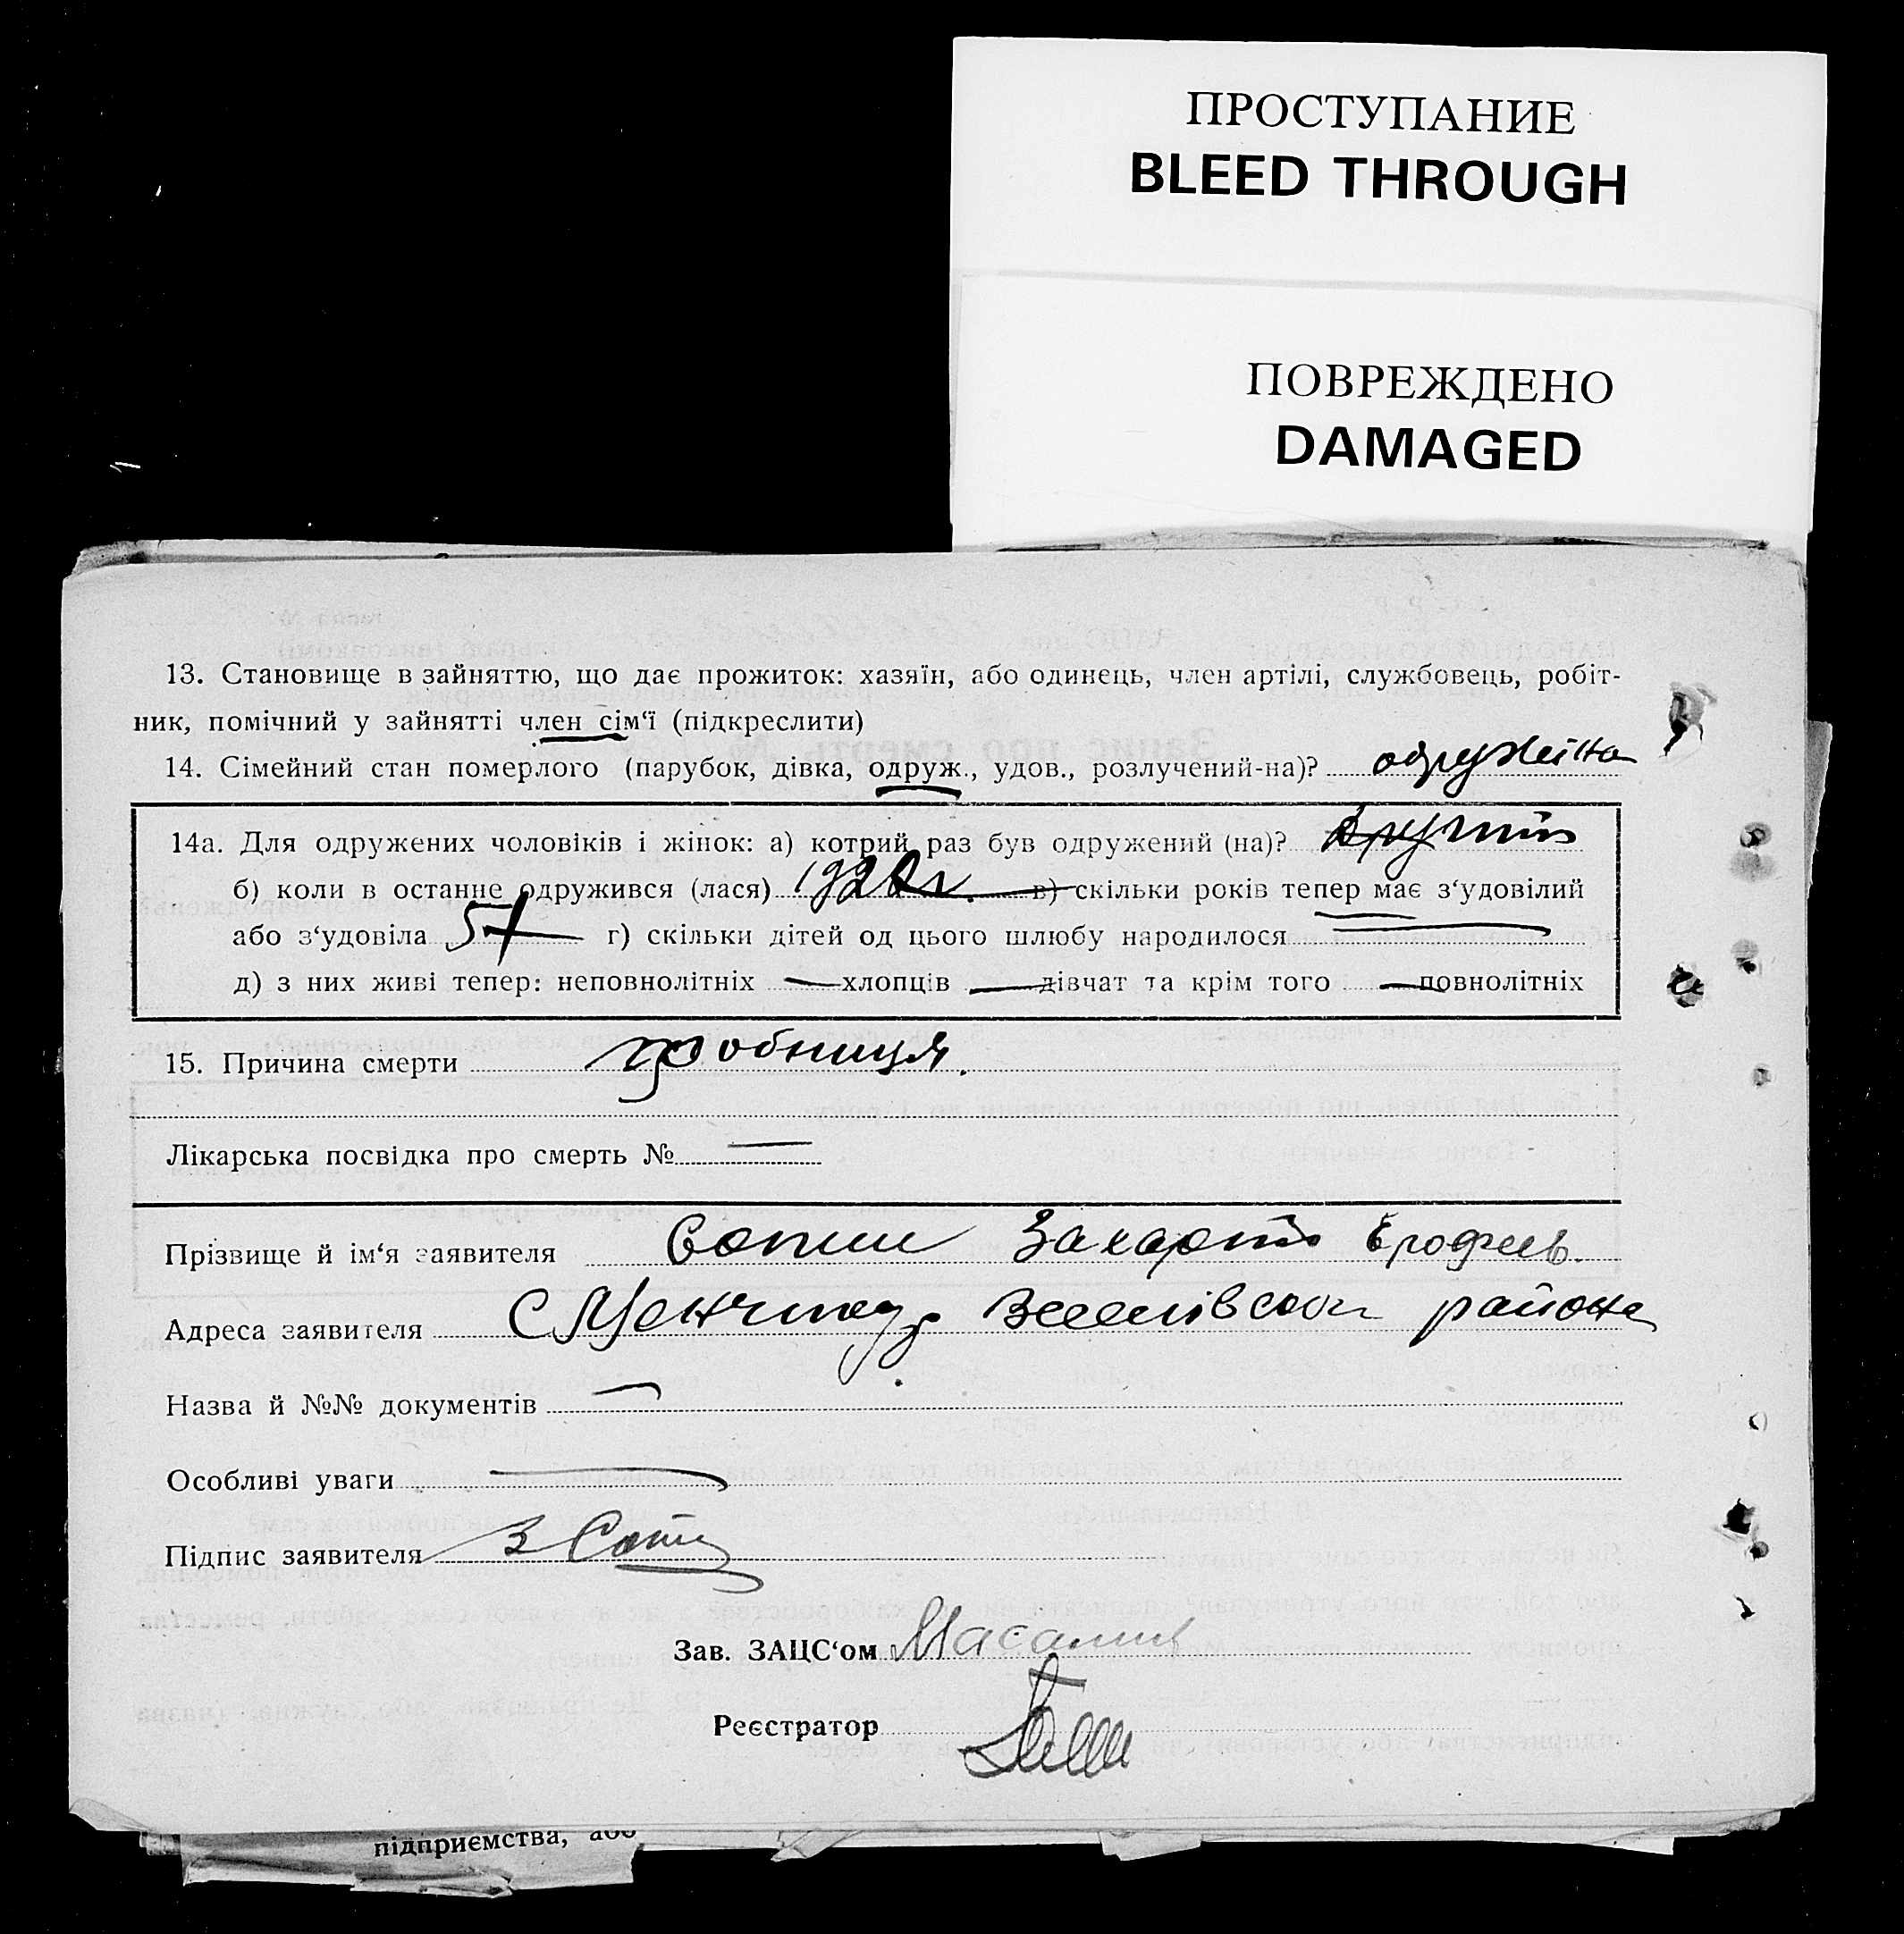 ПРОСТУПАНИЕ
BLEED THROUGH
ПОВРЕЖДЕНО
DAMAGED
13. Становище в зайняттю, що дає прожиток: хазяїн, або одинець, член артілі, службовець, робіт-
ник, помічний у зайнятті член сім‘ї (підкреслити)
14. Сімейний стан померлого (парубок, дівка, одруж., удов., розлучений-на)? одружена
14а. Для одружених чоловіків і жінок: а) котрий раз був одружений (на)?
б) коли в останнє одружився (лася) в) скільки років тепер має з‘удовілий
або з‘удовіла 57 г) скільки дітей од цього шлюбу народилося
д) з них живі тепер: неповнолітніх — хлопців — дівчат та крім того — повнолітніх
15. Причина смерти
Лікарська посвідка про смерть № —
Прізвище й ім‘я заявителя Захарій Єрофеев.
Адреса заявителя С района
Назва й №№ документів —
Особливі уваги —
Підпис заявителя З
Зав. ЗАЦС‘ом
Реєстратор
підприємства, або